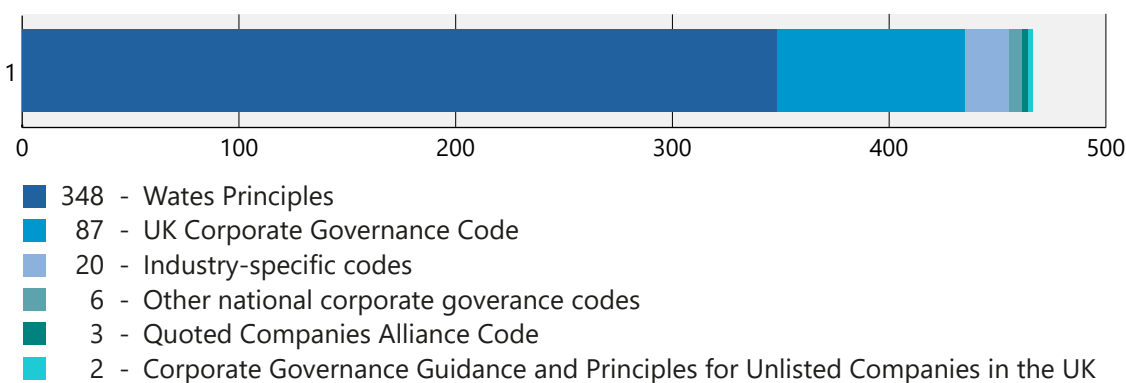 1
0 100 200 300 400 500
348 - Wates Principles
87 - UK Corporate Governance Code
20 - Industry-specific codes
6 - Other national corporate goverance codes
3 - Quoted Companies Alliance Code
2 - Corporate Governance Guidance and Principles for Unlisted Companies in the UK